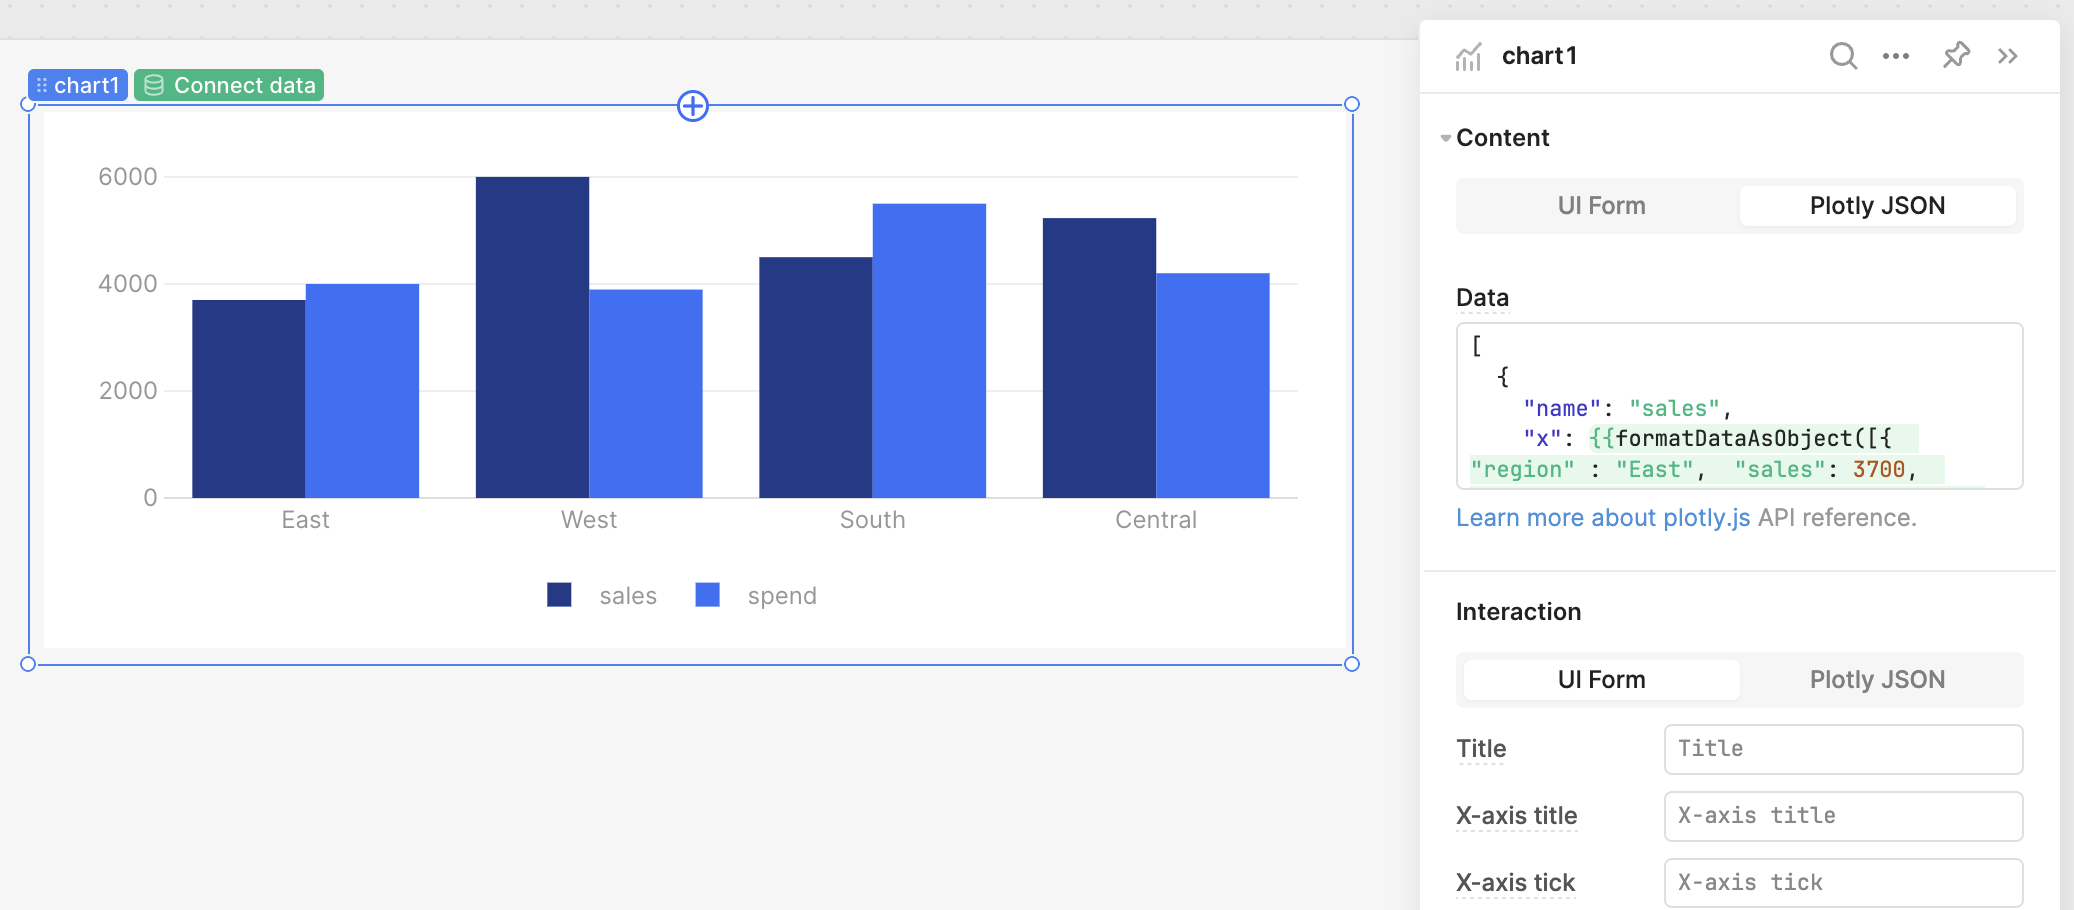 chart1 Connect data
6000
4000
2000
0
East West South Central
sales spend
chart1
Content
UI Form Plotly JSON
Data
[
{
"name": "sales",
"x": {{formatDataAsObject([{
"region" : "East", "sales": 3700,
Learn more about plotly.js API reference.
Interaction
UI Form Plotly JSON
Title Title
X-axis title X-axis title
X-axis tick X-axis tick